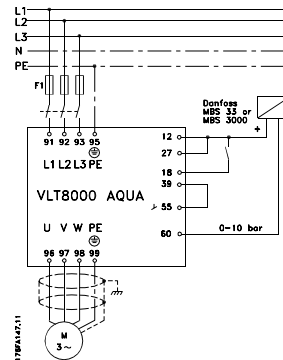 L1
L2
L3
N
PE
F1
Danfoss
MBS 33 or
MBS 3000
+
91 92 93 95
L1 L2 L3 PE
12
27
18
39
55
60
VLT8000 AQUA
0-10 bar
U V W PE
96 97 98 99
M
3~
175FA147.11